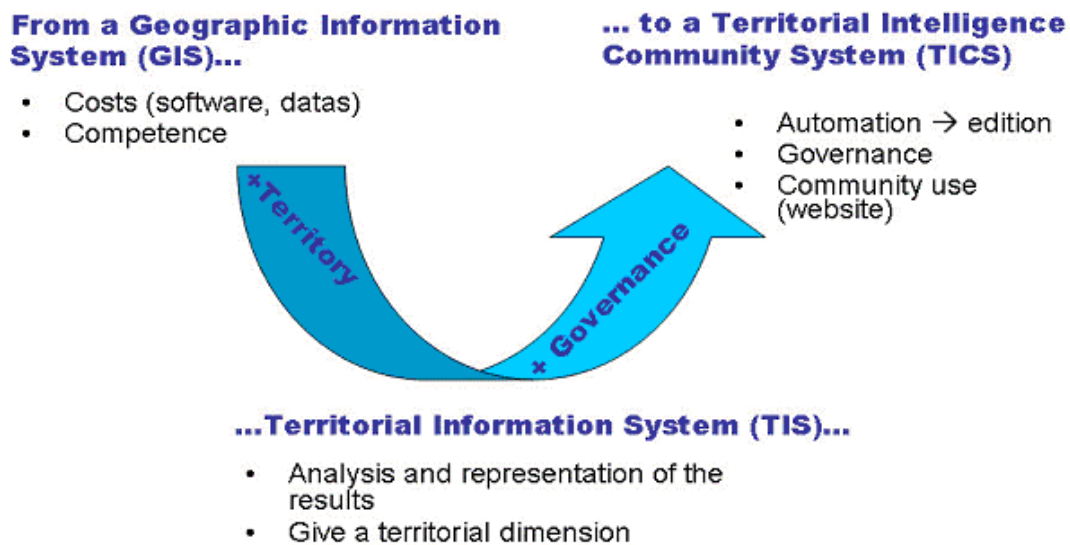 From a Geographic Information
System (GIS)...
• Costs (software, datas)
• Competence
... to a Territorial Intelligence
Community System (TICS)
• Automation → edition
• Governance
• Community use
(website)
+Territory
+ Governance
...Territorial Information System (TIS)...
• Analysis and representation of the
results
• Give a territorial dimension